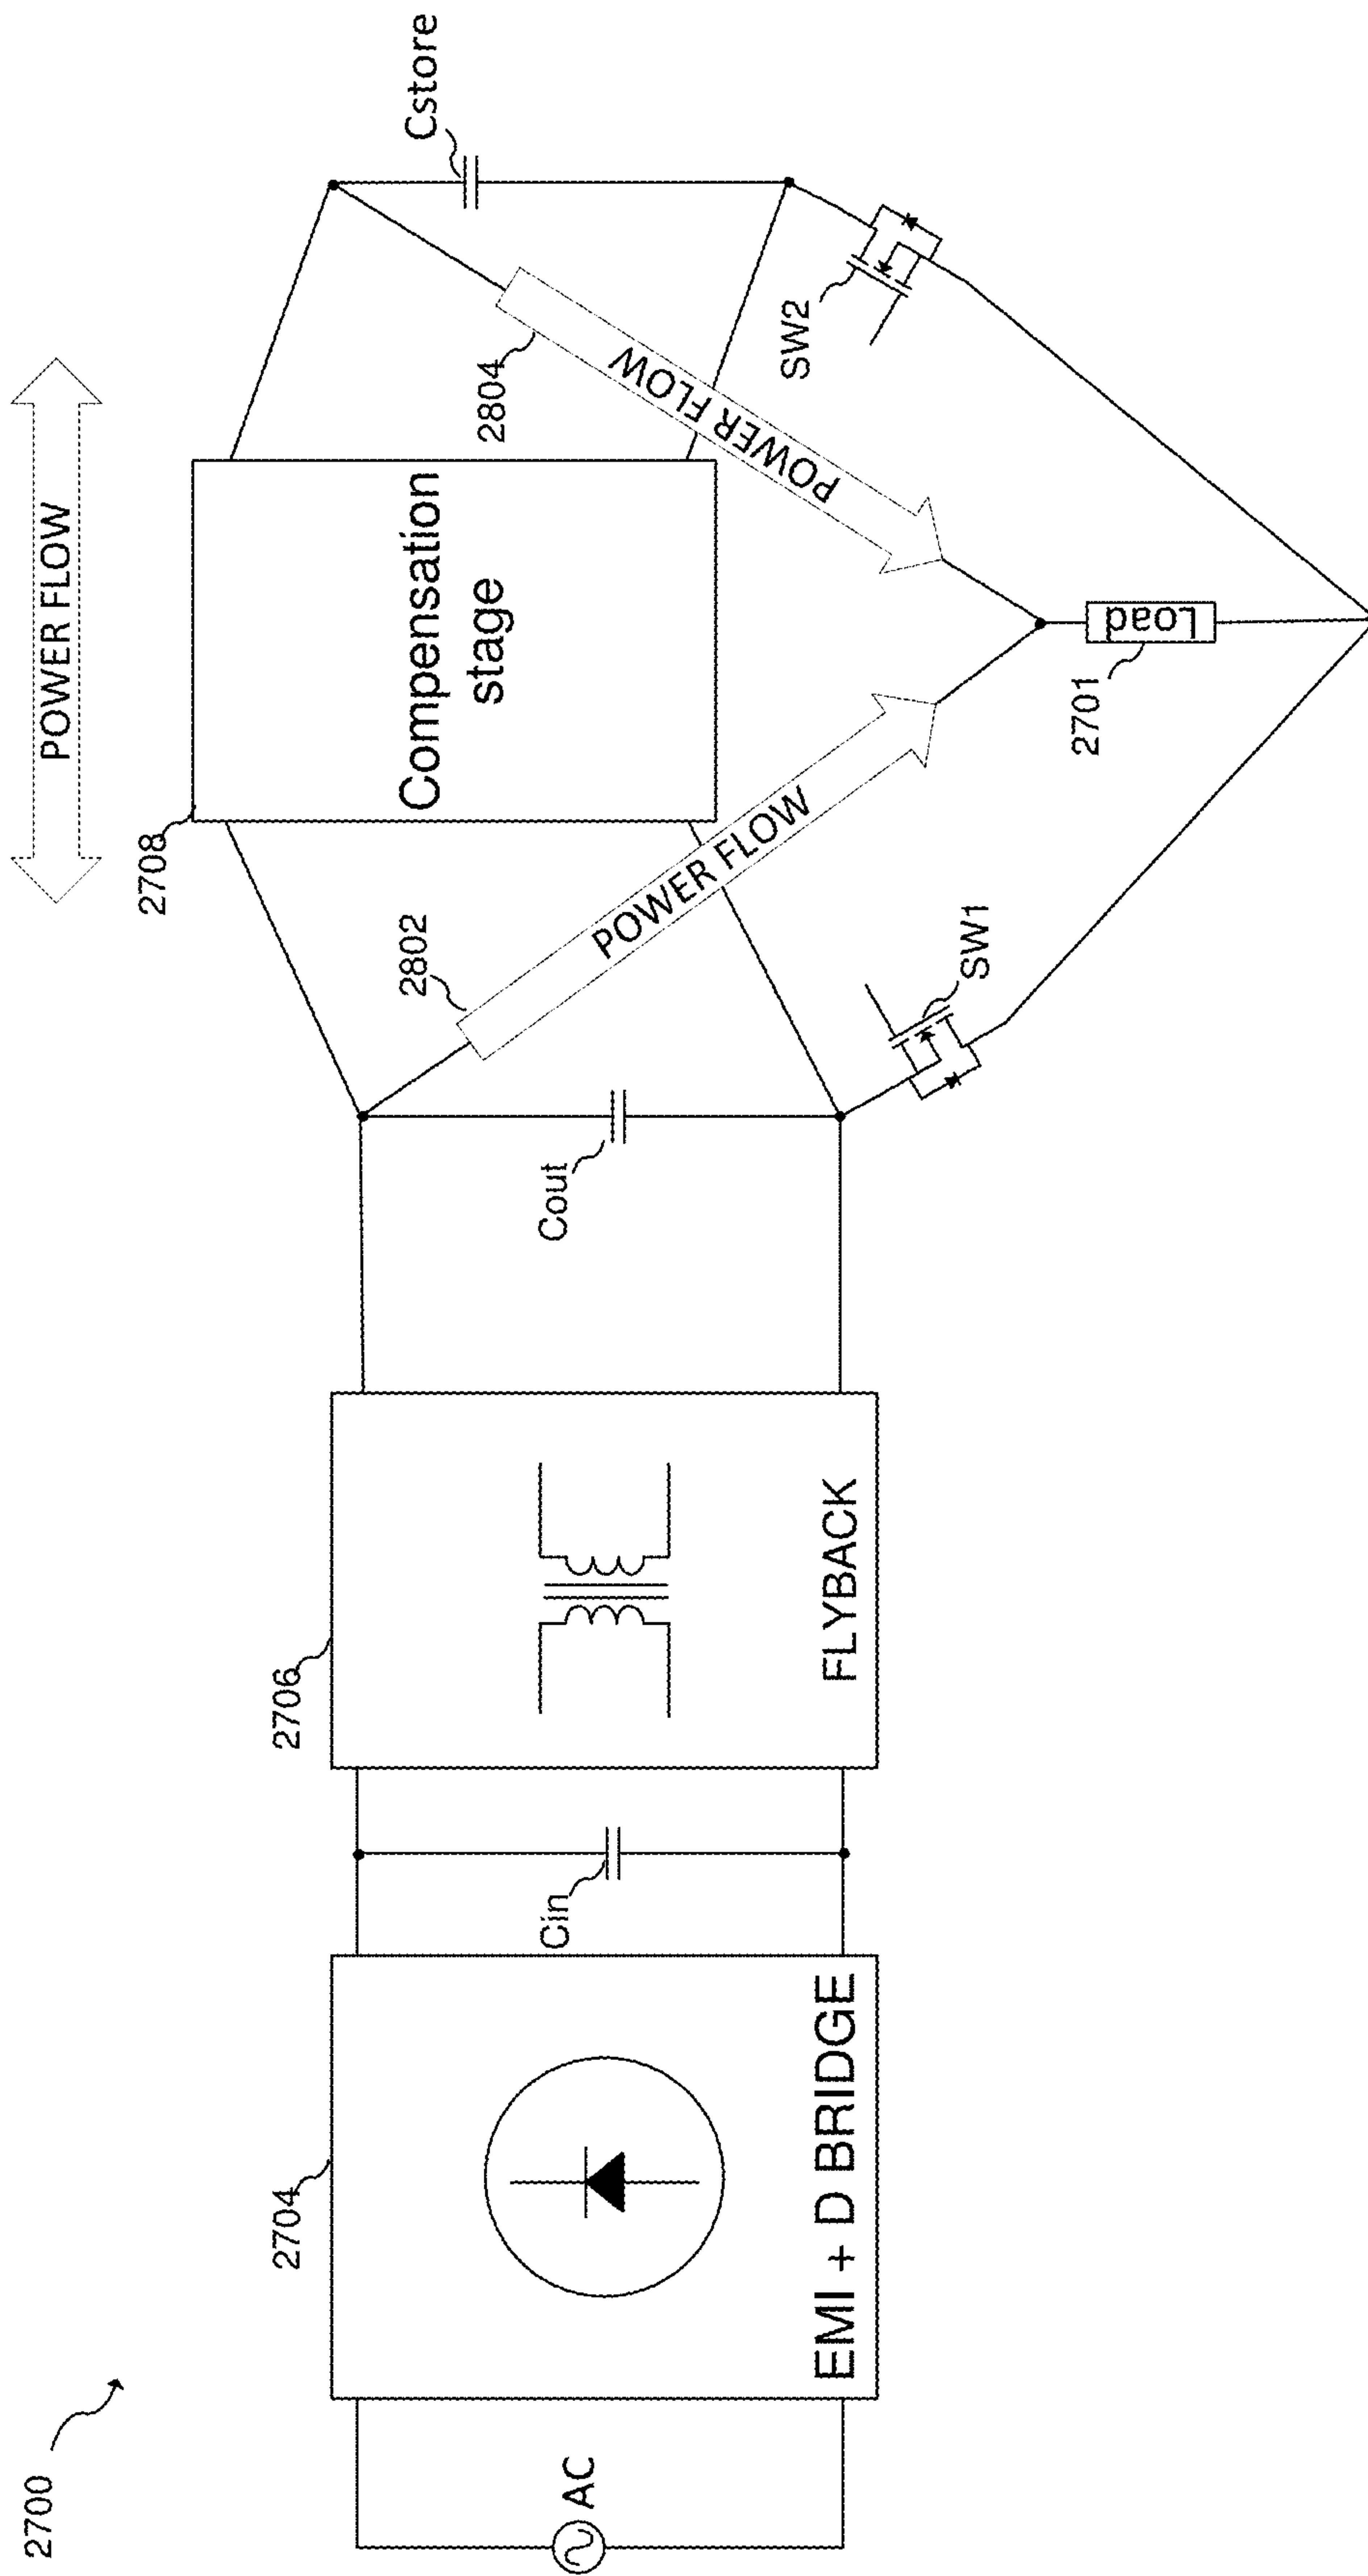 2700
AC
2704
EMI + D BRIDGE
Cin
2706
FLYBACK
Cout
POWER FLOW
2708
Compensation
stage
Cstore
2802
POWER FLOW
2804
POWER FLOW
SW1
SW2
2701
Load